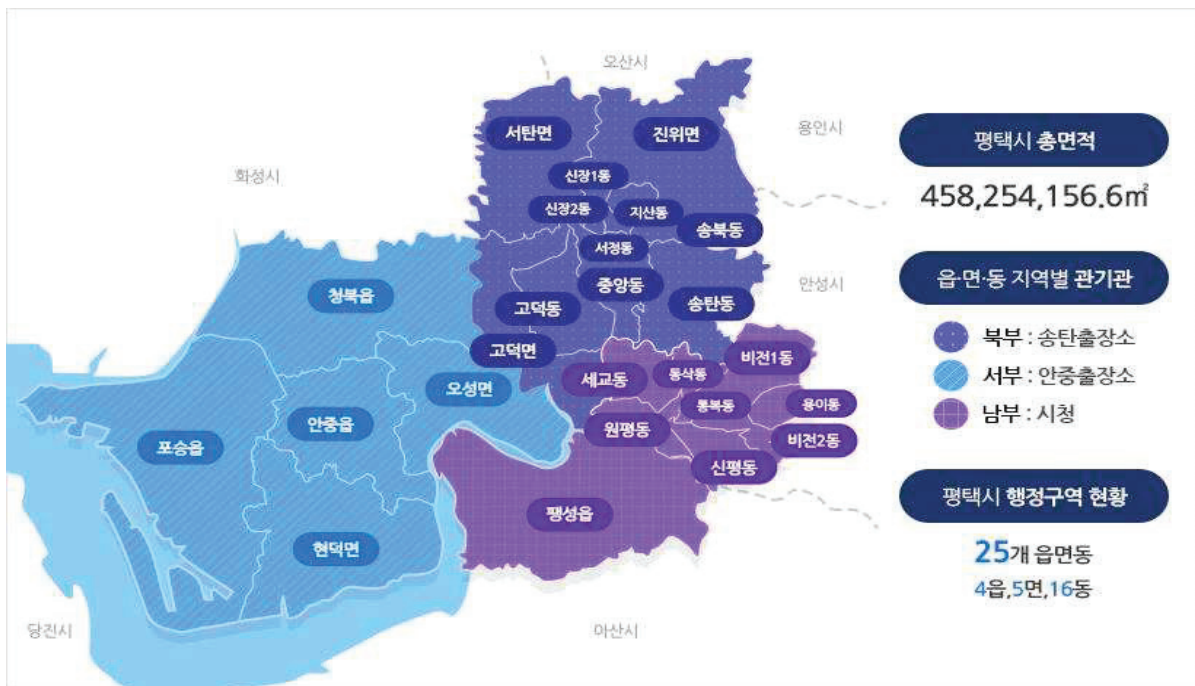 오산시
서탄면
진위면
용인시
평택시 총면적
화성시
신장1동
458,254,156.6㎡
신장2동
지산동
송북동
서정동
읍·면·동 지역별 관기관
청북읍
중앙동
안성시
고덕동
송탄동
북부 : 송탄출장소
고덕면
비전1동
세교동
동삭동
서부 : 안중출장소
오성면
통복동
용이동
남부 : 시청
안중읍
원평동
비전2동
포승읍
신평동
평택시 행정구역 현황
팽성읍
현덕면
25개 읍면동
4읍,5면,16동
당진시
아산시